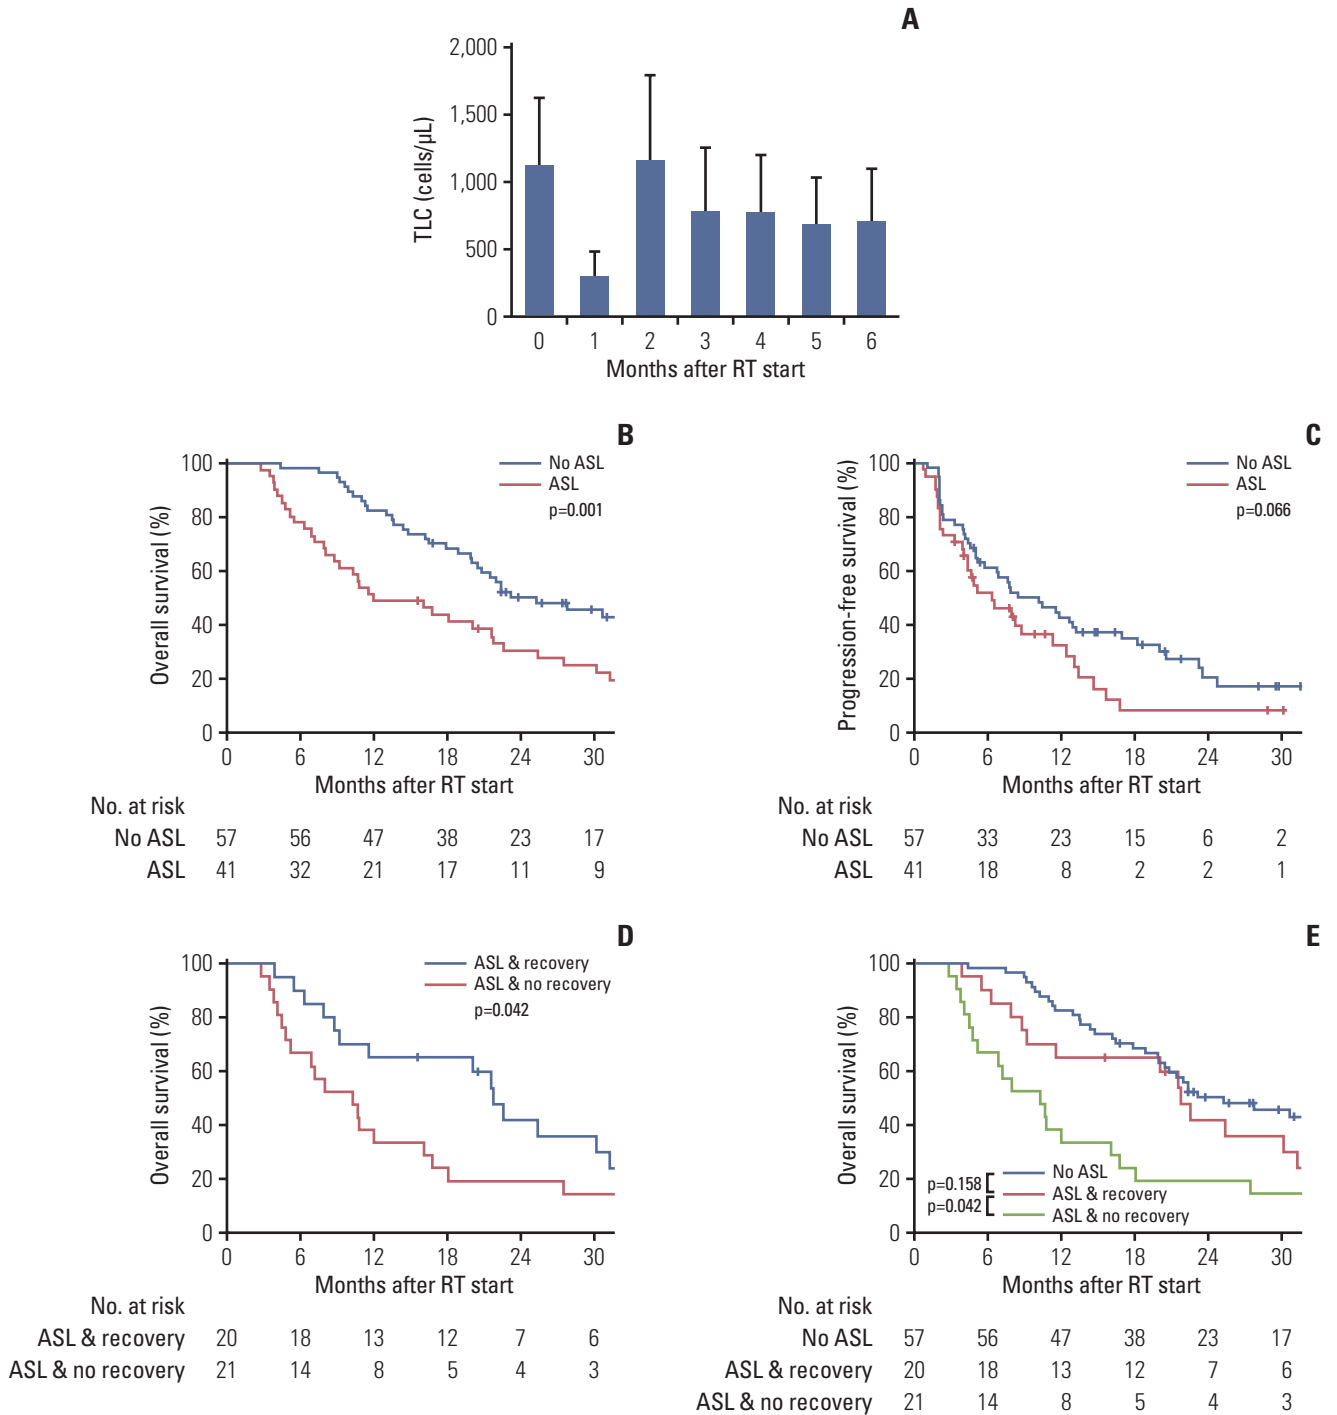 A
2,000
1,500
1,000
500
0
TLC (cells/μL)
0 1 2 3 4 5 6
Months after RT start
B
Overall survival (%)
100
80
60
40
20
0
No ASL
ASL
p=0.001
0 6 12 18 24 30
Months after RT start
No. at risk
No ASL 57 56 47 38 23 17
ASL 41 32 21 17 11 9
C
Progression-free survival (%)
100
80
60
40
20
0
No ASL
ASL
p=0.066
0 6 12 18 24 30
Months after RT start
No. at risk
No ASL 57 33 23 15 6 2
ASL 41 18 8 2 2 1
D
Overall survival (%)
100
80
60
40
20
0
ASL & recovery
ASL & no recovery
p=0.042
0 6 12 18 24 30
Months after RT start
No. at risk
ASL & recovery 20 18 13 12 7 6
ASL & no recovery 21 14 8 5 4 3
E
Overall survival (%)
100
80
60
40
20
0
p=0.158
p=0.042
No ASL
ASL & recovery
ASL & no recovery
0 6 12 18 24 30
Months after RT start
No. at risk
No ASL 57 56 47 38 23 17
ASL & recovery 20 18 13 12 7 6
ASL & no recovery 21 14 8 5 4 3